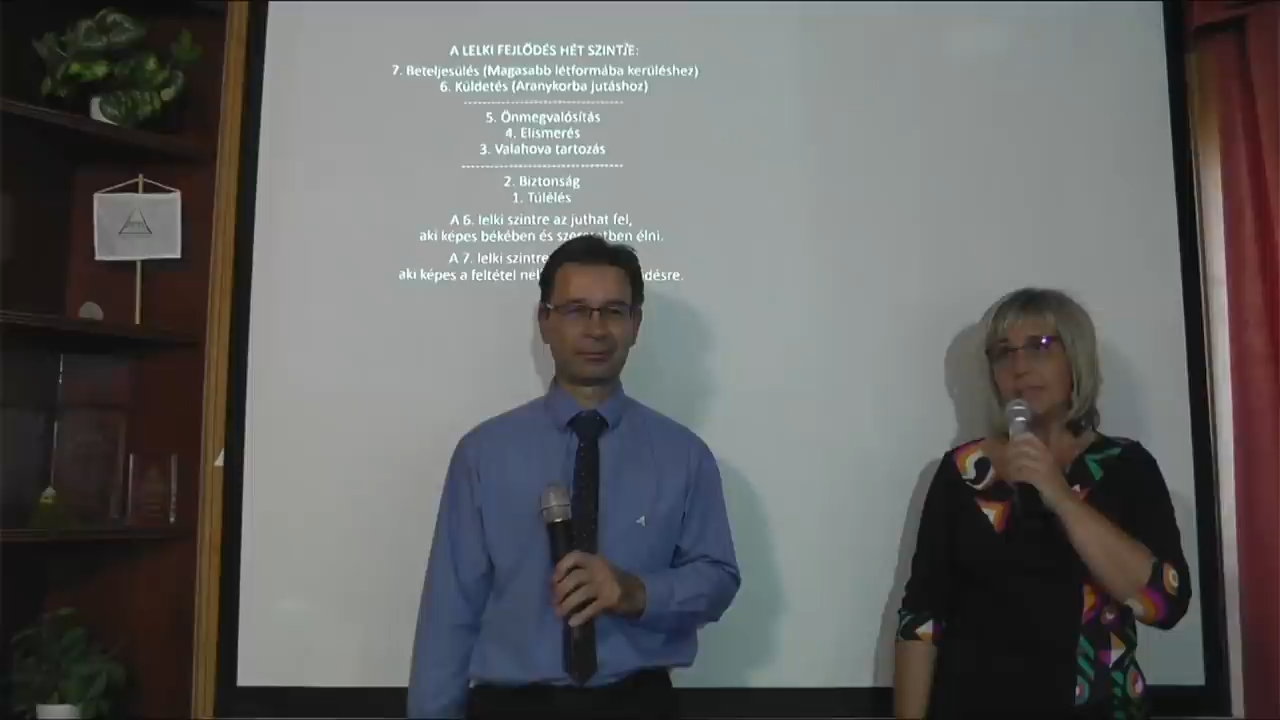 A LELKI FEJLŐDÉS HÉT SZINTJE:
7. Beteljesülés (Magasabb létformába kerüléshez)
6. Küldetés (Aranykorba jutáshoz)
--------------------------------
5. Önmegvalósítás
4. Elismerés
3. Valahova tartozás
--------------------------------
2. Biztonság
1. Túlélés
A 6. lelki szintre az juthat fel,
aki képes békében és szeretetben élni.
A 7. lelki szintre
aki képes a feltétel